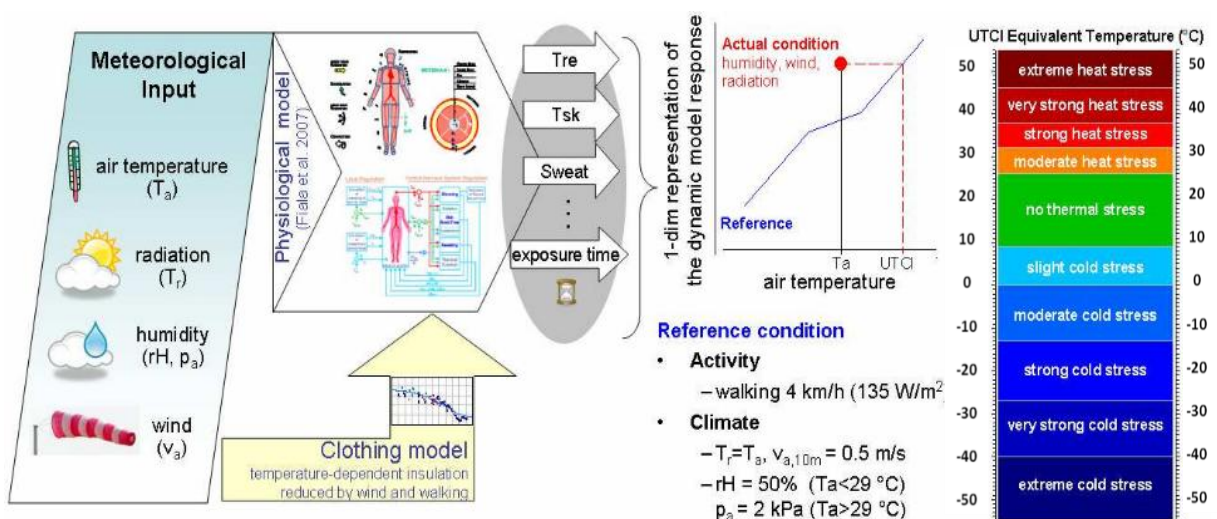 Meteorological
Input
air temperature
(Ta)
radiation
(Tr)
humidity
(rH, pa)
wind
(va)
Physiological model
(Fiala et al. 2007)
Clothing model
temperature-dependent insulation
reduced by wind and walking
Tre
Tsk
Sweat
exposure time
1-dim representation of
the dynamic model response
Actual condition
humidity, wind,
radiation
Reference
Ta
UTCI
air temperature
Reference condition
• Activity
–walking 4 km/h (135 W/m²
• Climate
–Tr=Ta, va,10m = 0.5 m/s
–rH = 50% (Ta<29 °C)
pa = 2 kPa (Ta>29 °C)
UTCI Equivalent Temperature (°C)
50 extreme heat stress 50
40 very strong heat stress 40
strong heat stress
30 moderate heat stress 30
20 no thermal stress 20
10 10
slight cold stress
0 0
moderate cold stress
-10 -10
-20 strong cold stress -20
-30 very strong cold stress -30
-40 -40
extreme cold stress
-50 -50